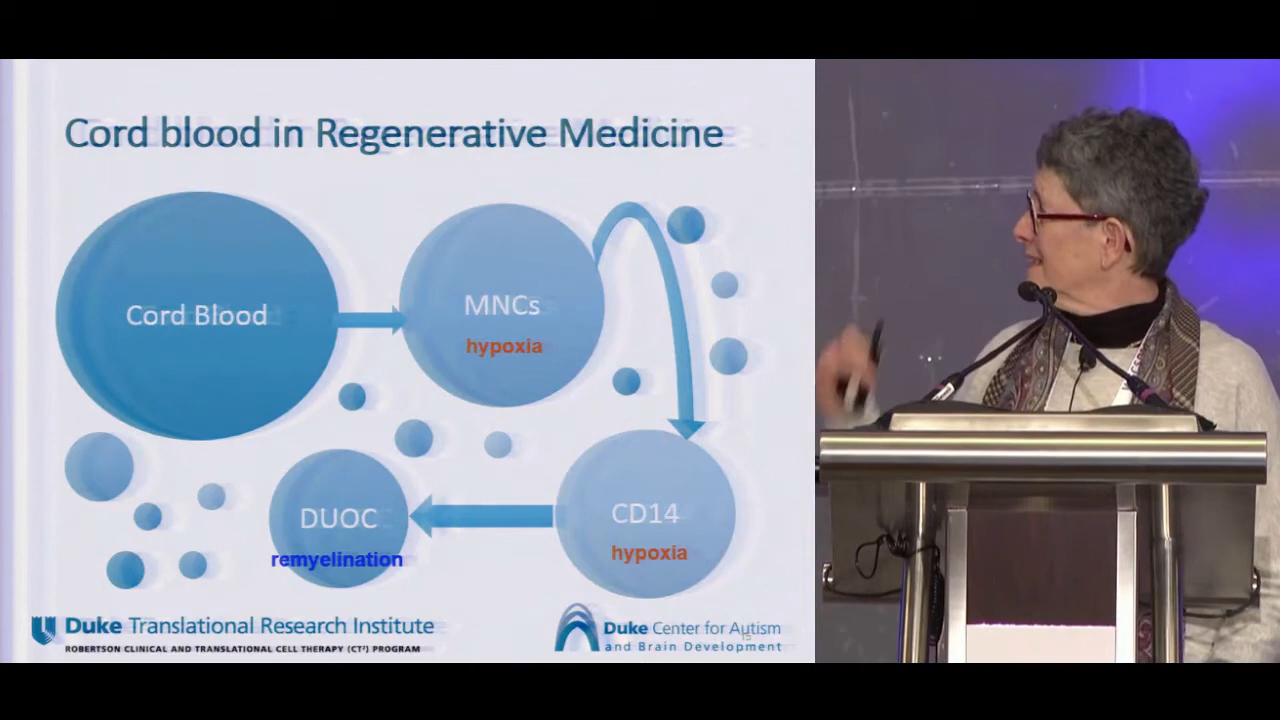 Cord blood in Regenerative Medicine
Cord Blood
MNCs
hypoxia
DUOC
remyelination
CD14
hypoxia
Duke Translational Research Institute
ROBERTSON CLINICAL AND TRANSLATIONAL CELL THERAPY (CT²) PROGRAM
Duke Center for Autism
and Brain Development
15